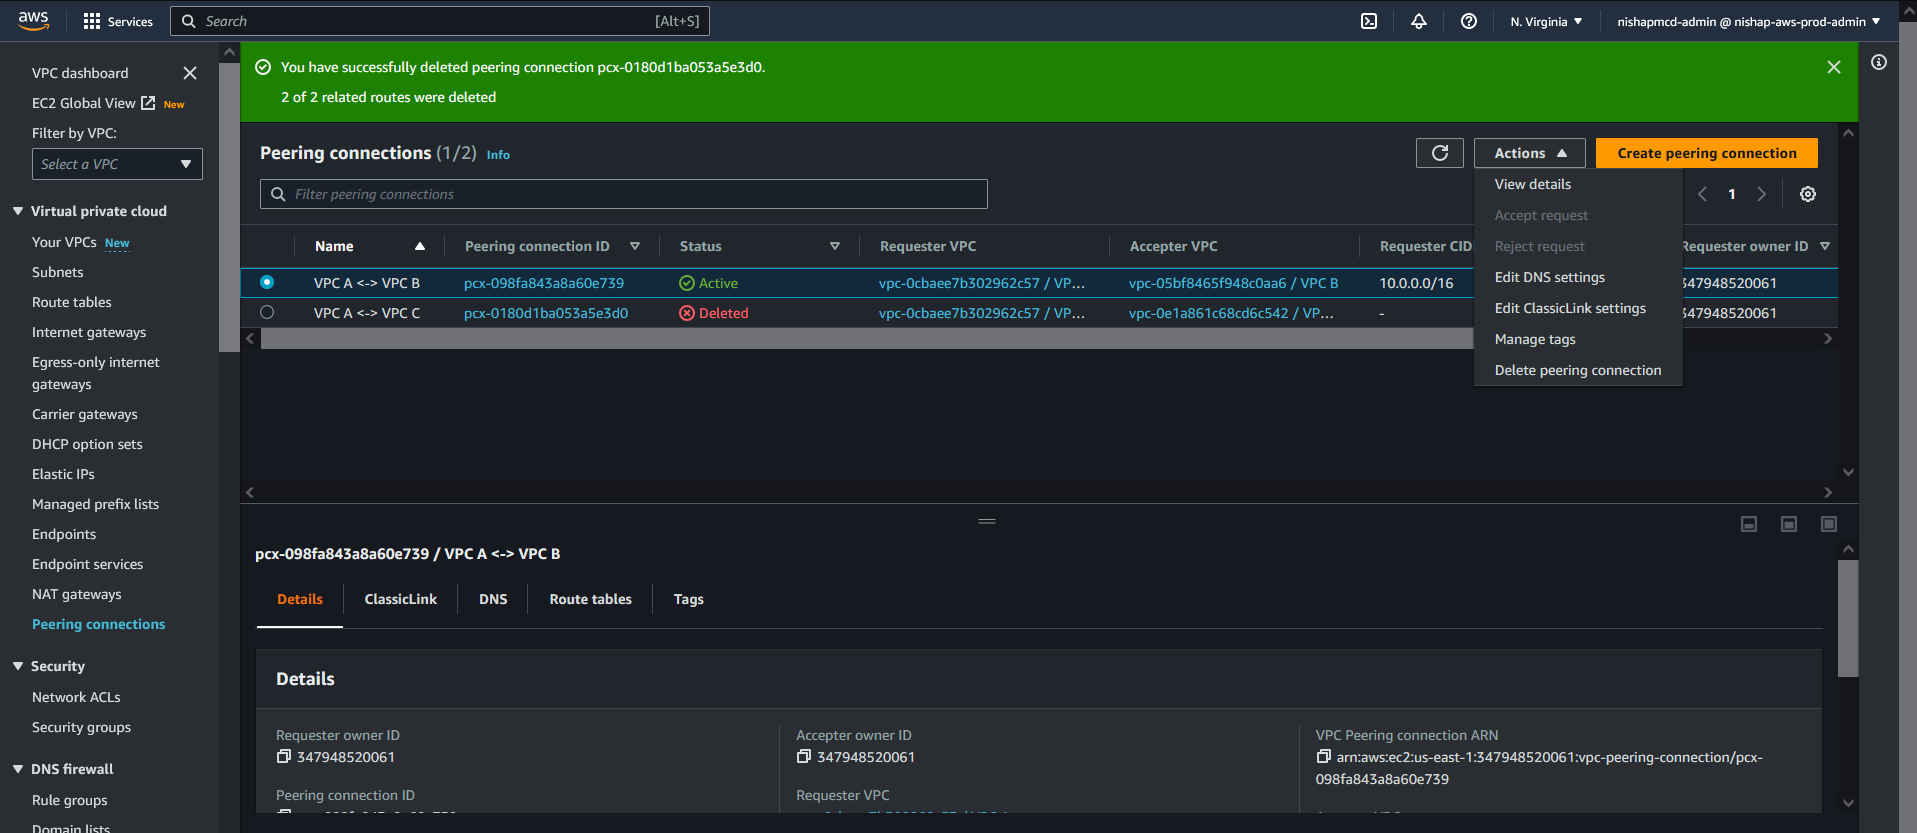 aws
Services
Search
[Alt+S]
N. Virginia
nishapmcd-admin @ nishap-aws-prod-admin
VPC dashboard
EC2 Global View New
Filter by VPC:
Select a VPC
Virtual private cloud
Your VPCs New
Subnets
Route tables
Internet gateways
Egress-only internet
gateways
Carrier gateways
DHCP option sets
Elastic IPs
Managed prefix lists
Endpoints
Endpoint services
NAT gateways
Peering connections
Security
Network ACLs
Security groups
DNS firewall
Rule groups
Domain lists
You have successfully deleted peering connection pcx-0180d1ba053a5e3d0.
2 of 2 related routes were deleted
Peering connections (1/2) Info
Actions
Create peering connection
Filter peering connections
1
View details
Accept request
Reject request
Edit DNS settings
Edit ClassicLink settings
Manage tags
Delete peering connection
Name Peering connection ID Status Requester VPC Accepter VPC Requester CID Requester owner ID
VPC A <-> VPC B pcx-098fa843a8a60e739 Active vpc-0cbaee7b302962c57 / VP... vpc-05bf8465f948c0aa6 / VPC B 10.0.0.0/16 347948520061
VPC A <-> VPC C pcx-0180d1ba053a5e3d0 Deleted vpc-0cbaee7b302962c57 / VP... vpc-0e1a861c68cd6c542 / VP... - 347948520061
pcx-098fa843a8a60e739 / VPC A <-> VPC B
Details ClassicLink DNS Route tables Tags
Details
Requester owner ID
347948520061
Accepter owner ID
347948520061
VPC Peering connection ARN
arn:aws:ec2:us-east-1:347948520061:vpc-peering-connection/pcx-
098fa843a8a60e739
Peering connection ID
Requester VPC